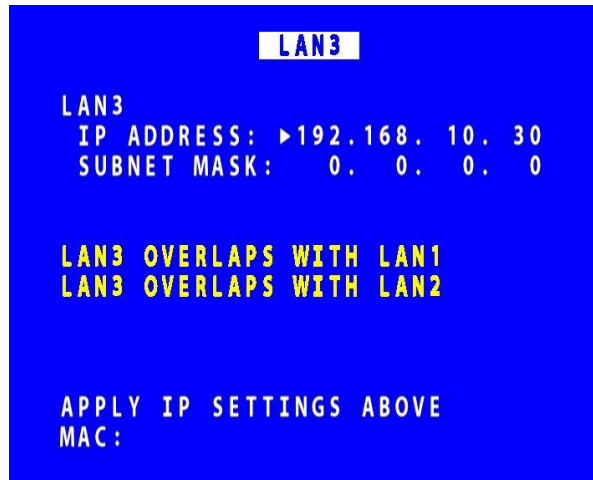 LAN3
LAN3
IP ADDRESS: ▶192.168. 10. 30
SUBNET MASK: 0. 0. 0. 0
LAN3 OVERLAPS WITH LAN1
LAN3 OVERLAPS WITH LAN2
APPLY IP SETTINGS ABOVE
MAC: